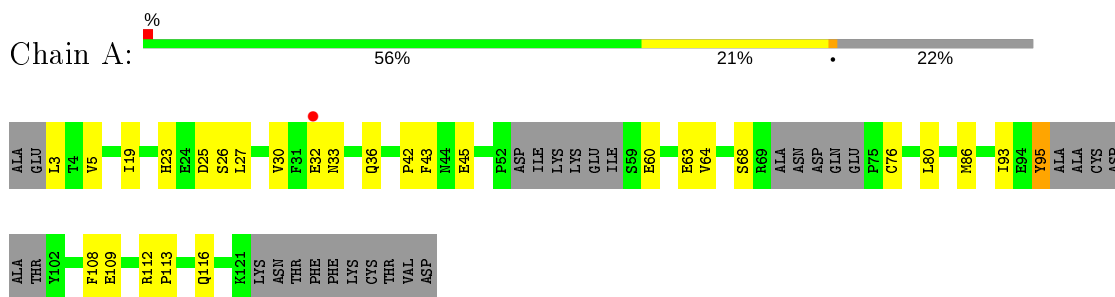 %
Chain A:
56% 21% • 22%
ALA GLU L3 T4 V5 I19 H23 E24 D25 S26 L27 V30 F31 E32 N33 Q36 P42 F43 N44 E45 P52 ASP ILE LYS LYS GLU ILE S59 E60 E63 V64 S68 R69 ALA ASN ASP GLN GLU P75 C76 L80 M86 I93 E94 Y95 ALA ALA CYS ASP
ALA THR Y102 F108 E109 R112 P113 Q116 K121 LYS ASN THR PHE PHE LYS CYS THR VAL ASP